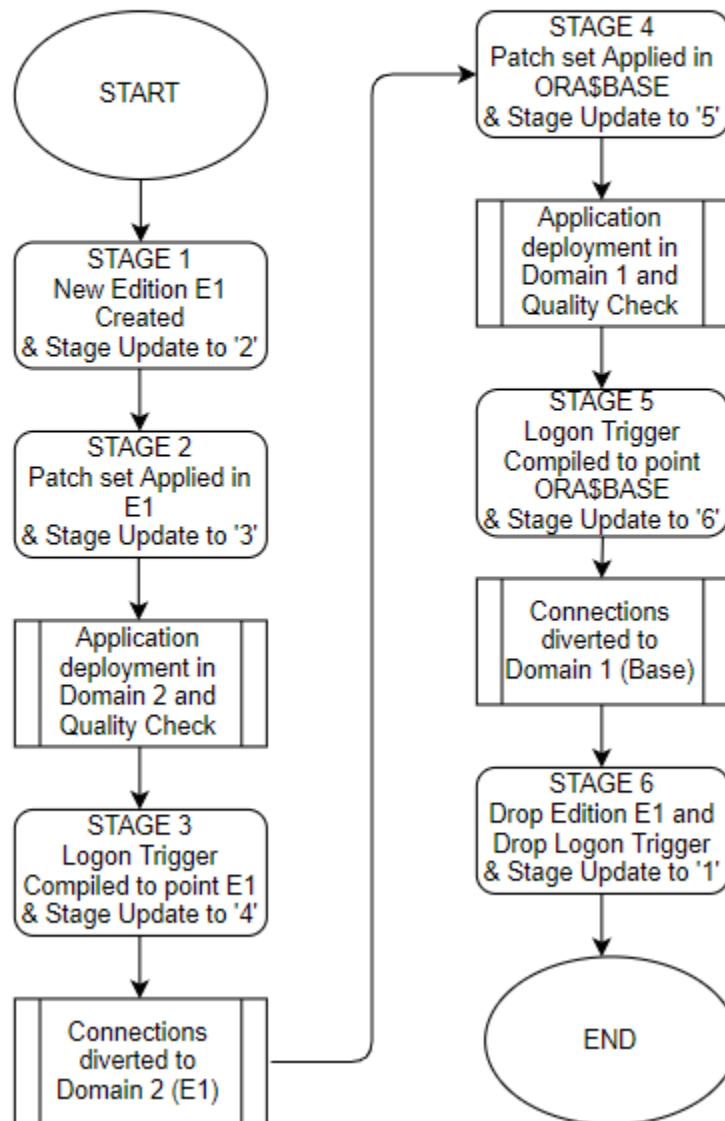 START
STAGE 1
New Edition E1
Created
& Stage Update to '2'
STAGE 2
Patch set Applied in
E1
& Stage Update to '3'
Application
deployment in
Domain 2 and
Quality Check
STAGE 3
Logon Trigger
Compiled to point E1
& Stage Update to '4'
Connections
diverted to
Domain 2 (E1)
STAGE 4
Patch set Applied in
ORA$BASE
& Stage Update to '5'
Application
deployment in
Domain 1 and
Quality Check
STAGE 5
Logon Trigger
Compiled to point
ORA$BASE
& Stage Update to '6'
Connections
diverted to
Domain 1 (Base)
STAGE 6
Drop Edition E1 and
Drop Logon Trigger
& Stage Update to '1'
END